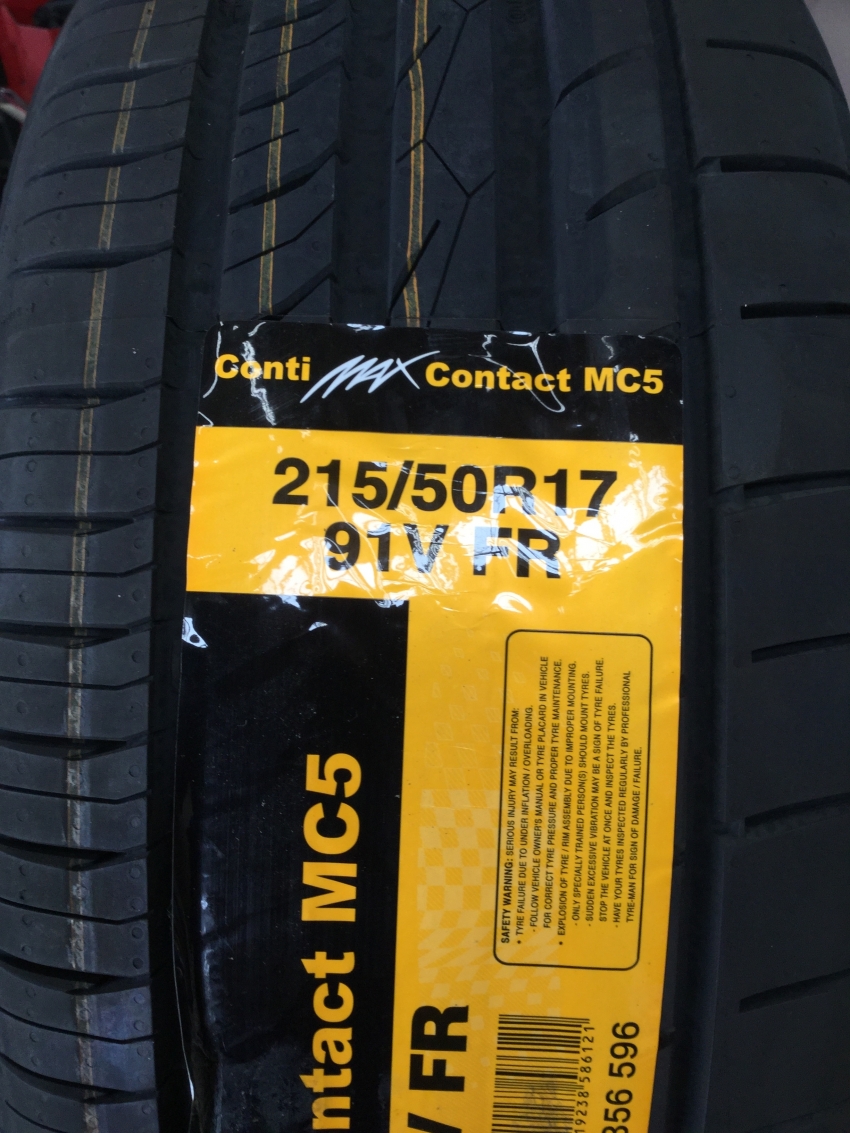 Conti MAX Contact MC5
215/50R17
91V FR
ntact MC5
V FR
SAFETY WARNING: SERIOUS INJURY MAY RESULT FROM:
* TYRE FAILURE DUE TO UNDER INFLATION / OVERLOADING.
- FOLLOW VEHICLE OWNER'S MANUAL OR TYRE PLACARD IN VEHICLE
FOR CORRECT TYRE PRESSURE AND PROPER TYRE MAINTENANCE.
* EXPLOSION OF TYRE / RIM ASSEMBLY DUE TO IMPROPER MOUNTING.
- ONLY SPECIALLY TRAINED PERSON(S) SHOULD MOUNT TYRES.
- SUDDEN EXCESSIVE VIBRATION MAY BE A SIGN OF TYRE FAILURE.
STOP THE VEHICLE AT ONCE AND INSPECT THE TYRES.
- HAVE YOUR TYRES INSPECTED REGULARLY BY PROFESSIONAL
TYRE-MAN FOR SIGN OF DAMAGE / FAILURE.
19238 586121
356 596